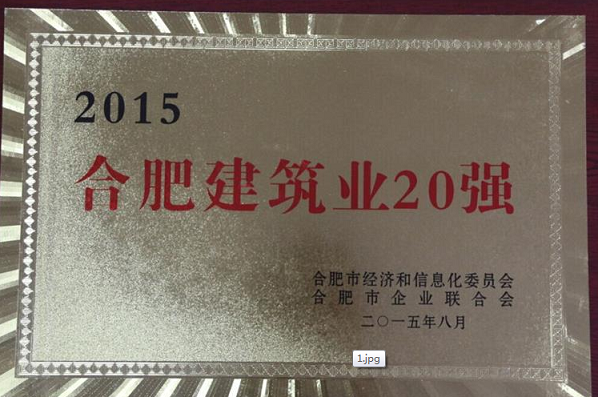 2015
合肥建筑业20强
合肥市经济和信息化委员会
合肥市企业联合会
二〇一五年八月
1.jpg